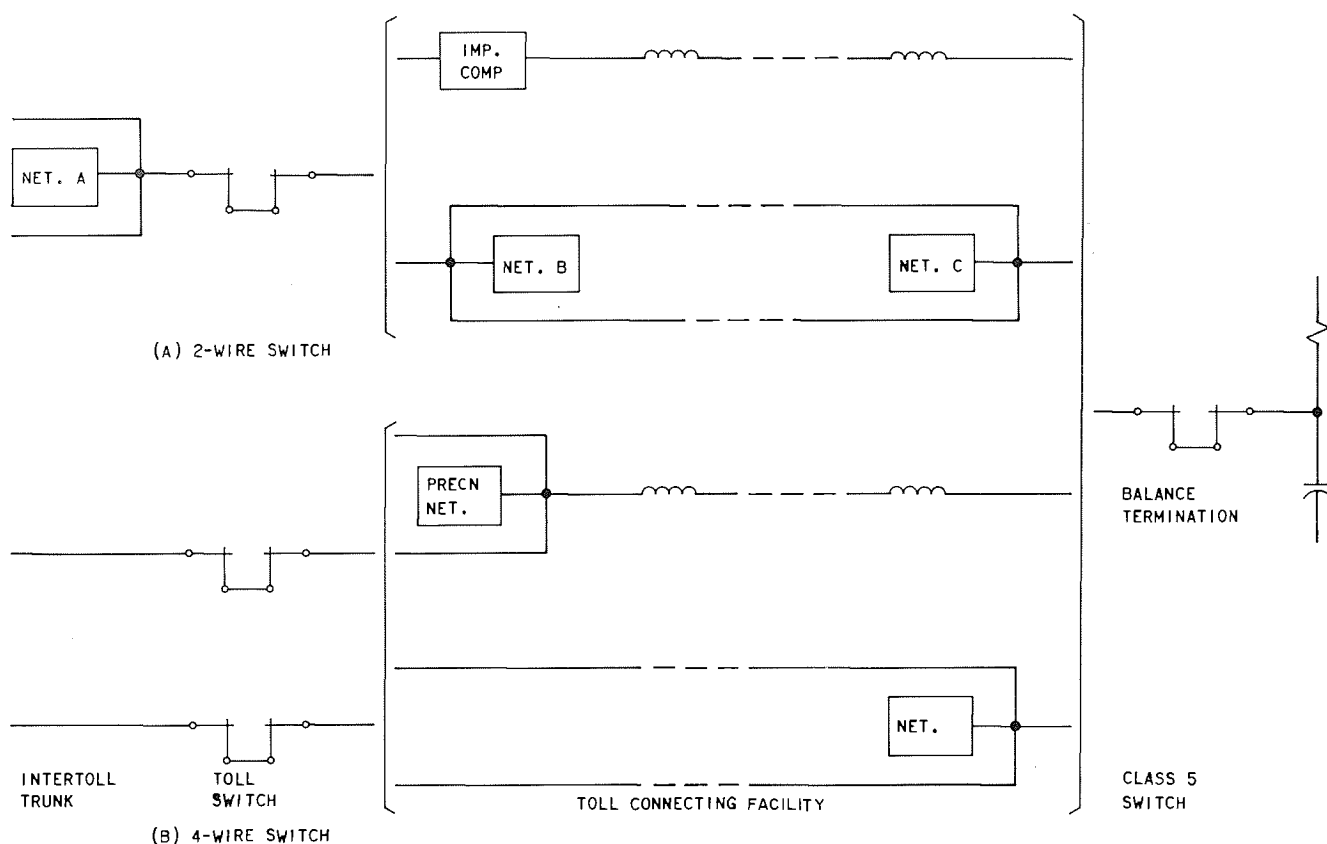 IMP.
COMP
NET. A
NET. B
NET. C
(A) 2-WIRE SWITCH
PRECN
NET.
BALANCE
TERMINATION
NET.
INTERTOLL
TRUNK
TOLL
SWITCH
TOLL CONNECTING FACILITY
CLASS 5
SWITCH
(B) 4-WIRE SWITCH